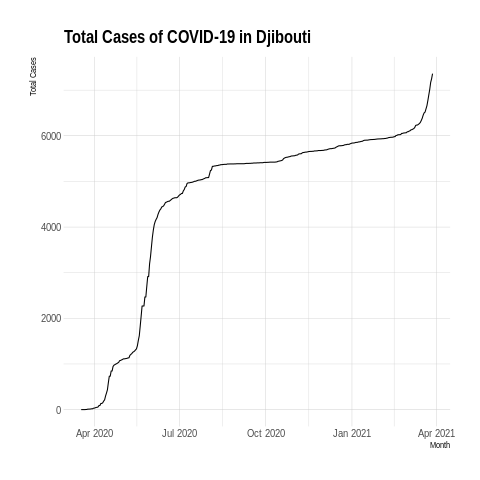 Total Cases of COVID-19 in Djibouti
Total Cases
6000
4000
2000
0
Apr 2020 Jul 2020 Oct 2020 Jan 2021 Apr 2021
Month